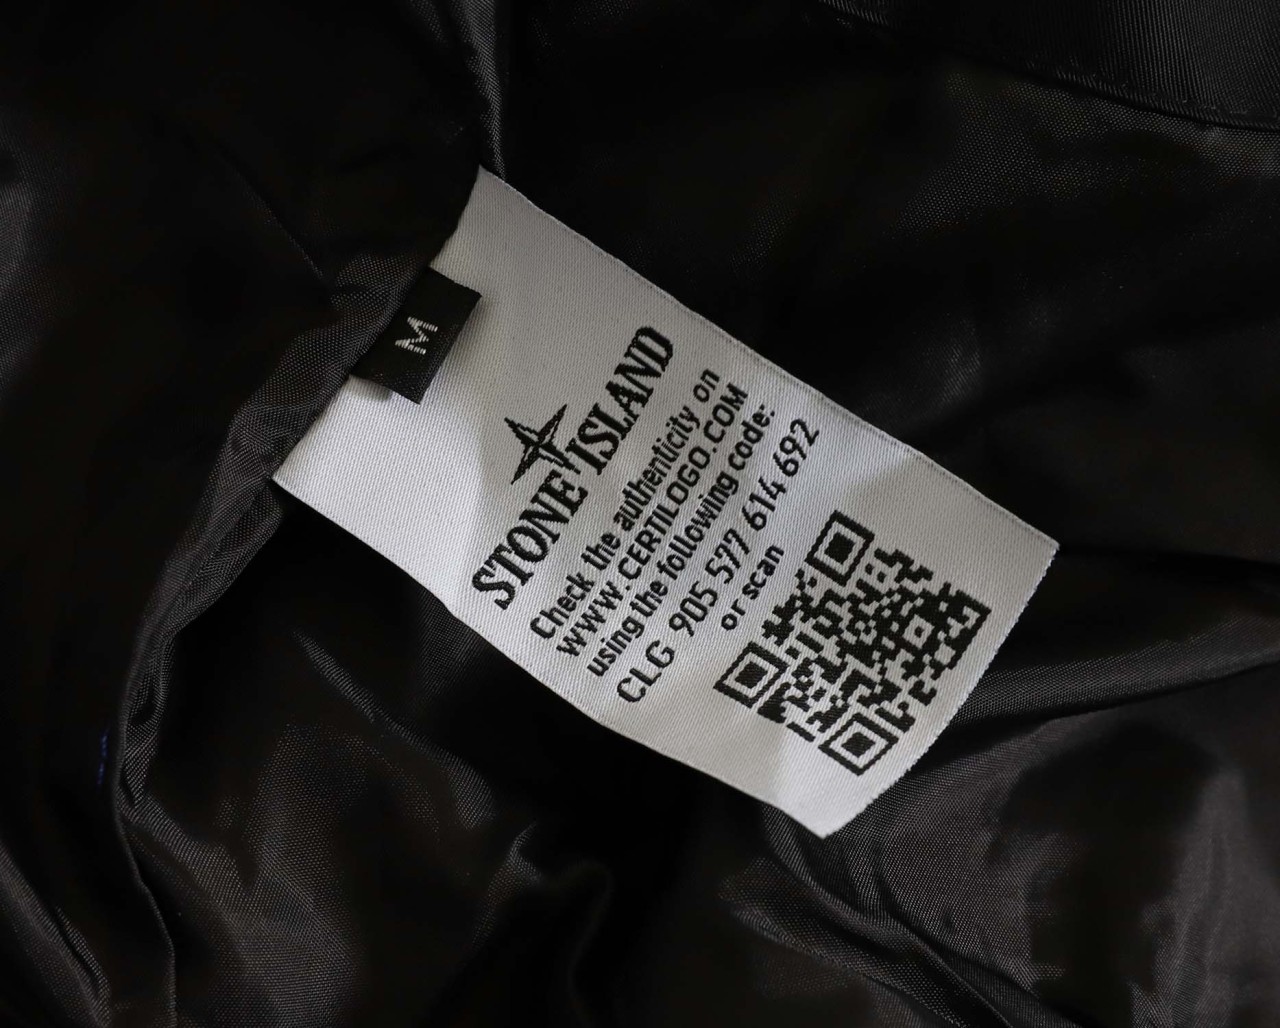 M
STONE ISLAND
Check the authenticity on
WWW.CERTILOGO.COM
using the following code:
CLG 905 577 614 692
or scan